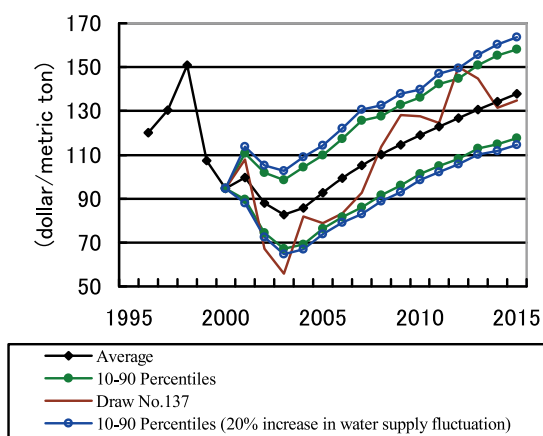 170
150
130
110
90
70
50
(dollar/metric ton)
1995 2000 2005 2010 2015
Average
10-90 Percentiles
Draw No.137
10-90 Percentiles (20% increase in water supply fluctuation)